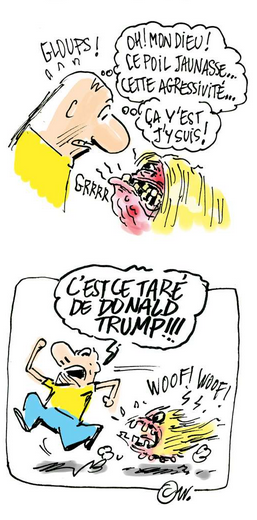 GLOUPS!
OH! MON DIEU!
CE POIL JAUNASSE...
CETTE AGRESSIVITÉ...
ÇA Y'EST,
J'Y SUIS!
GRRRR
C'EST CE TARÉ
DE DONALD
TRUMP!!!
WOOF! WOOF!